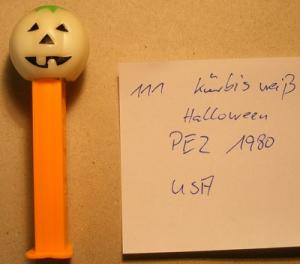 111 Kürbis weiß
Halloween
PEZ 1980
USA